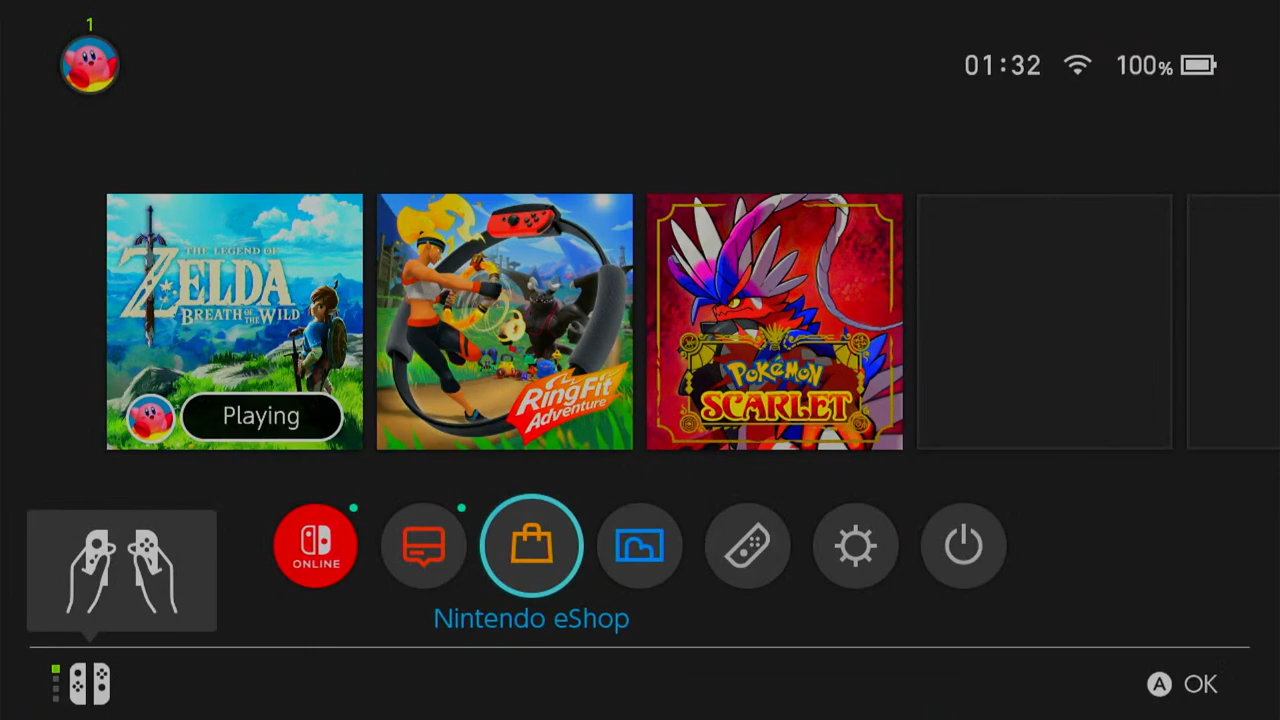 1
01:32
100%
THE LEGEND OF
ZELDA
BREATH OF THE WILD
Playing
RingFit
Adventure
POKÉMON
SCARLET
ONLINE
Nintendo eShop
A OK